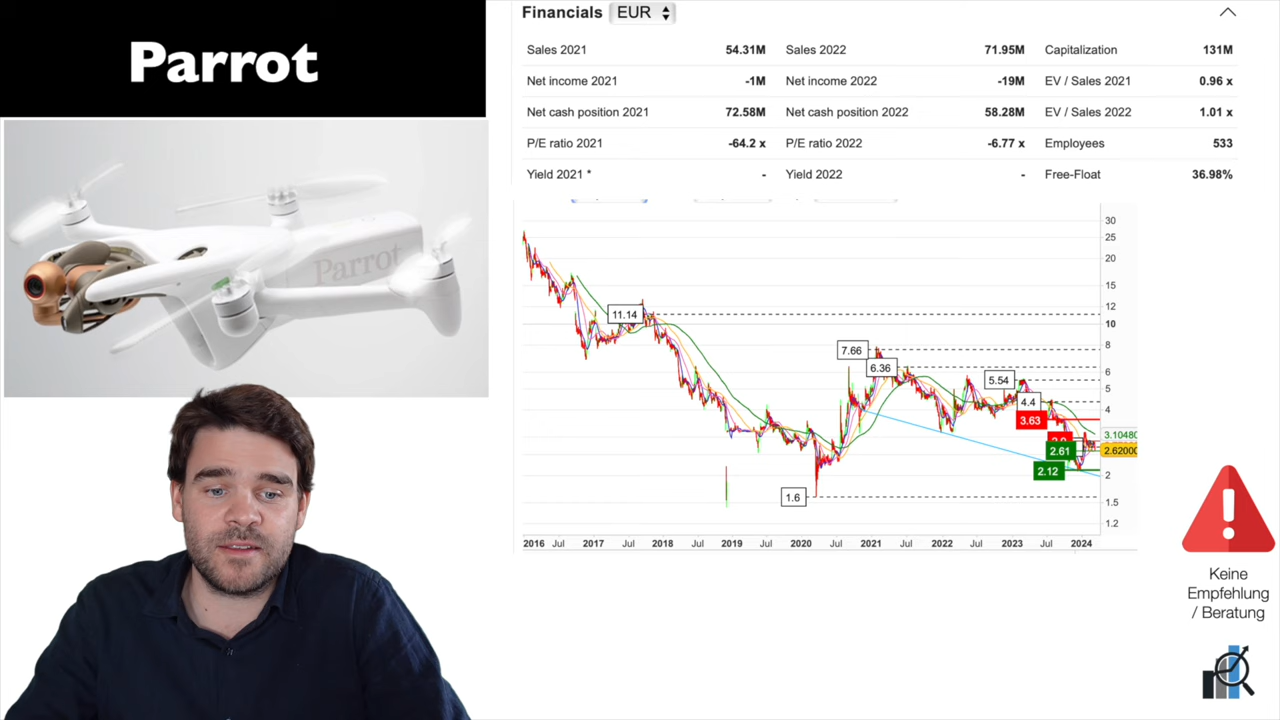 Parrot
Parrot
Financials EUR
Sales 2021 54.31M Sales 2022 71.95M Capitalization 131M
Net income 2021 -1M Net income 2022 -19M EV / Sales 2021 0.96 x
Net cash position 2021 72.58M Net cash position 2022 58.28M EV / Sales 2022 1.01 x
P/E ratio 2021 -64.2 x P/E ratio 2022 -6.77 x Employees 533
Yield 2021 * - Yield 2022 - Free-Float 36.98%
30
25
20
15
12
10
8
6
5
4
3.10480
2.62000
2
1.5
1.2
11.14
7.66
6.36
5.54
4.4
3.63
2.61
2.12
1.6
2016 Jul 2017 Jul 2018 Jul 2019 Jul 2020 Jul 2021 Jul 2022 Jul 2023 Jul 2024
Keine
Empfehlung
/ Beratung